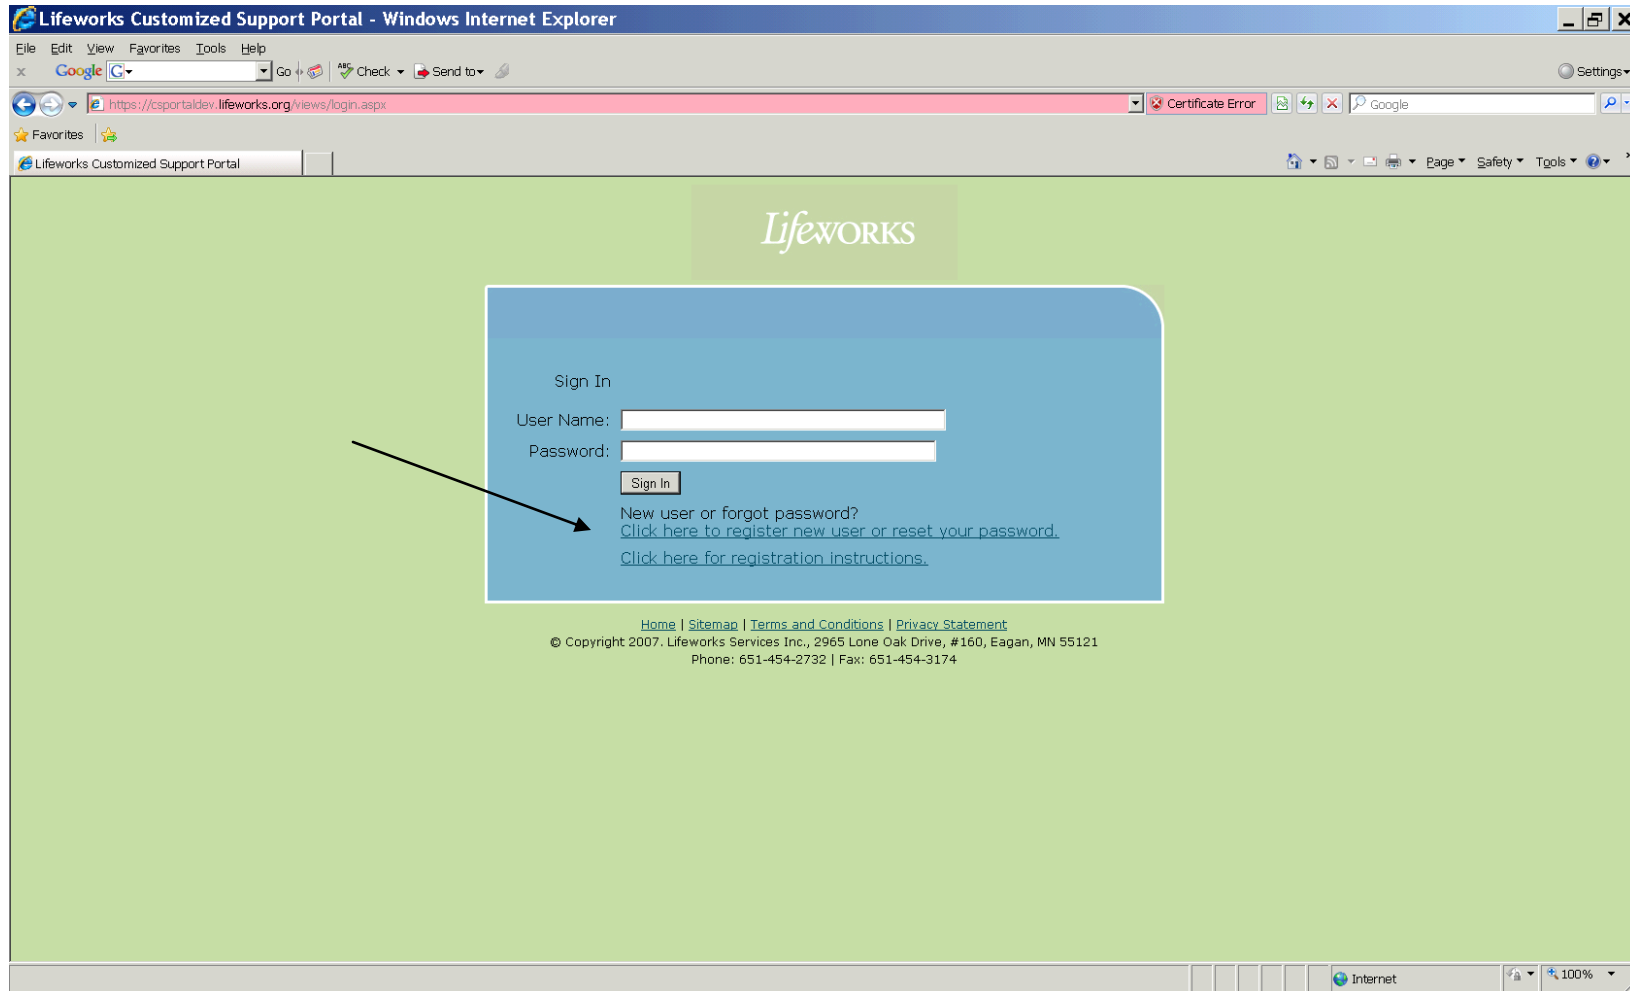 Lifeworks Customized Support Portal - Windows Internet Explorer
File Edit View Favorites Tools Help
x Google G Go ABC Check Send to Settings
https://csportaldev.lifeworks.org/views/login.aspx Certificate Error Google
Favorites
Lifeworks Customized Support Portal Page Safety Tools
Lifeworks
Sign In
User Name:
Password:
Sign In
New user or forgot password?
Click here to register new user or reset your password.
Click here for registration instructions.
Home | Sitemap | Terms and Conditions | Privacy Statement
© Copyright 2007. Lifeworks Services Inc., 2965 Lone Oak Drive, #160, Eagan, MN 55121
Phone: 651-454-2732 | Fax: 651-454-3174
Internet 100%